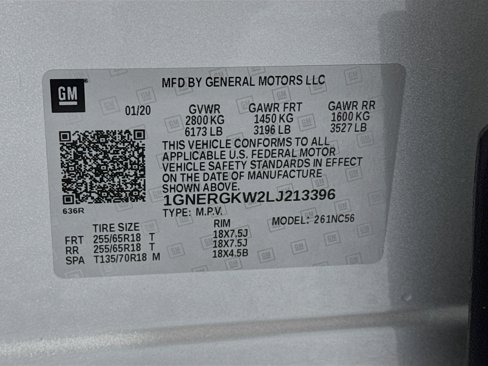 GM
MFD BY GENERAL MOTORS LLC
01/20 GVWR GAWR FRT GAWR RR
2800 KG 1450 KG 1600 KG
6173 LB 3196 LB 3527 LB
THIS VEHICLE CONFORMS TO ALL
APPLICABLE U.S. FEDERAL MOTOR
VEHICLE SAFETY STANDARDS IN EFFECT
ON THE DATE OF MANUFACTURE
SHOWN ABOVE.
1GNERGKW2LJ213396
636R
TYPE: M.P.V. MODEL: 261NC56
TIRE SIZE RIM
FRT 255/65R18 T 18X7.5J
RR 255/65R18 T 18X7.5J
SPA T135/70R18 M 18X4.5B